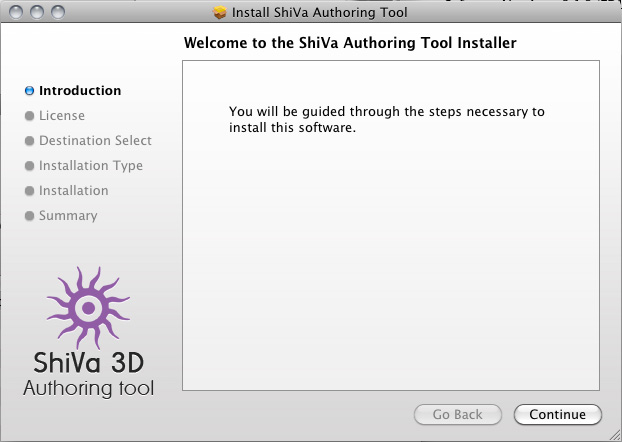 Install ShiVa Authoring Tool
Welcome to the ShiVa Authoring Tool Installer
Introduction
License
Destination Select
Installation Type
Installation
Summary
You will be guided through the steps necessary to
install this software.
ShiVa 3D
Authoring tool
Go Back
Continue